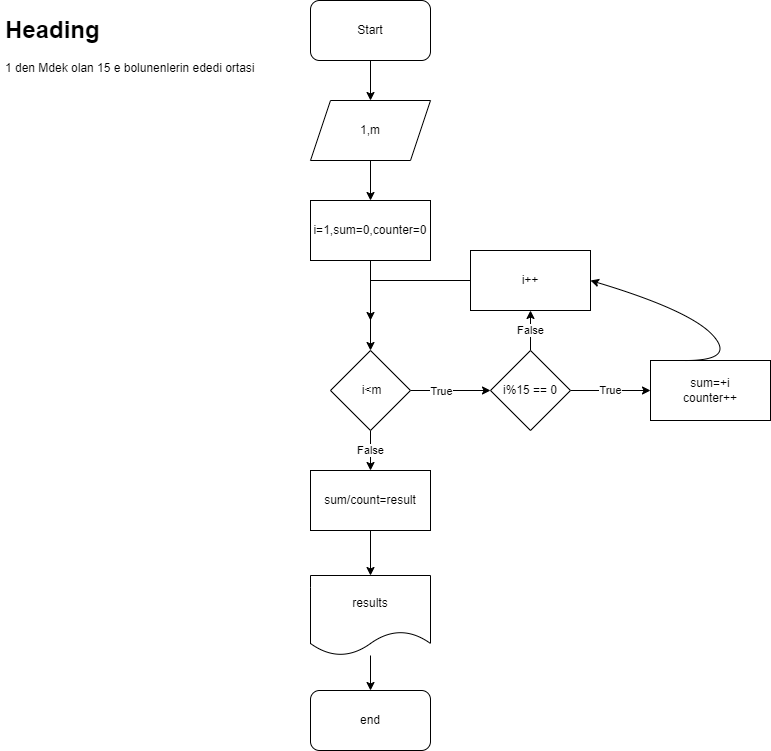 Heading
1 den Mdek olan 15 e bolunenlerin ededi ortasi
Start
1,m
i=1,sum=0,counter=0
i++
False
i<m
True
i%15 == 0
True
sum=+i
counter++
False
sum/count=result
results
end